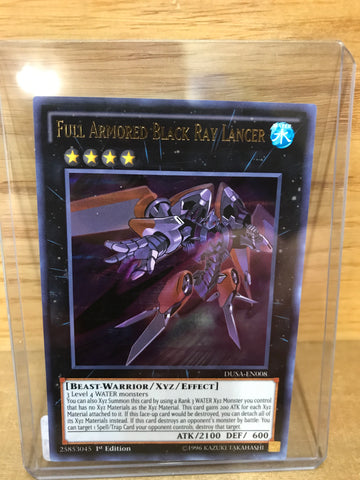 Full Armored Black Ray Lancer
WATER
水
DUSA-EN008
[Beast-Warrior/Xyz/Effect]
3 Level 4 WATER monsters
You can also Xyz Summon this card by using a Rank 3 WATER Xyz Monster you control
that has no Xyz Materials as the Xyz Material. This card gains 200 ATK for each Xyz
Material attached to it. If this face-up card would be destroyed, you can detach all
of its Xyz Materials instead. If this card destroys an opponent's monster by battle: You
can target 1 Spell/Trap Card your opponent controls; destroy that target.
ATK/2100 DEF/ 600
25853045 1st Edition ©1996 KAZUKI TAKAHASHI